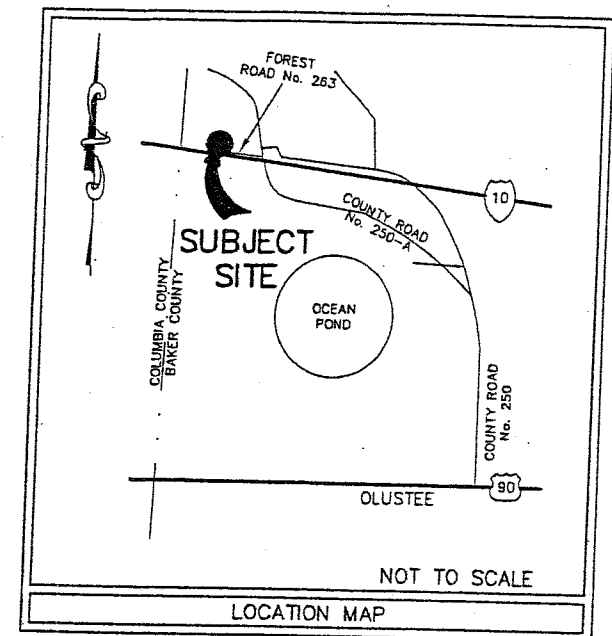 FOREST
ROAD No. 263
10
COUNTY ROAD
No. 250-A
SUBJECT
SITE
COLUMBIA COUNTY
BAKER COUNTY
OCEAN
POND
COUNTY ROAD
No. 250
90
OLUSTEE
NOT TO SCALE
LOCATION MAP